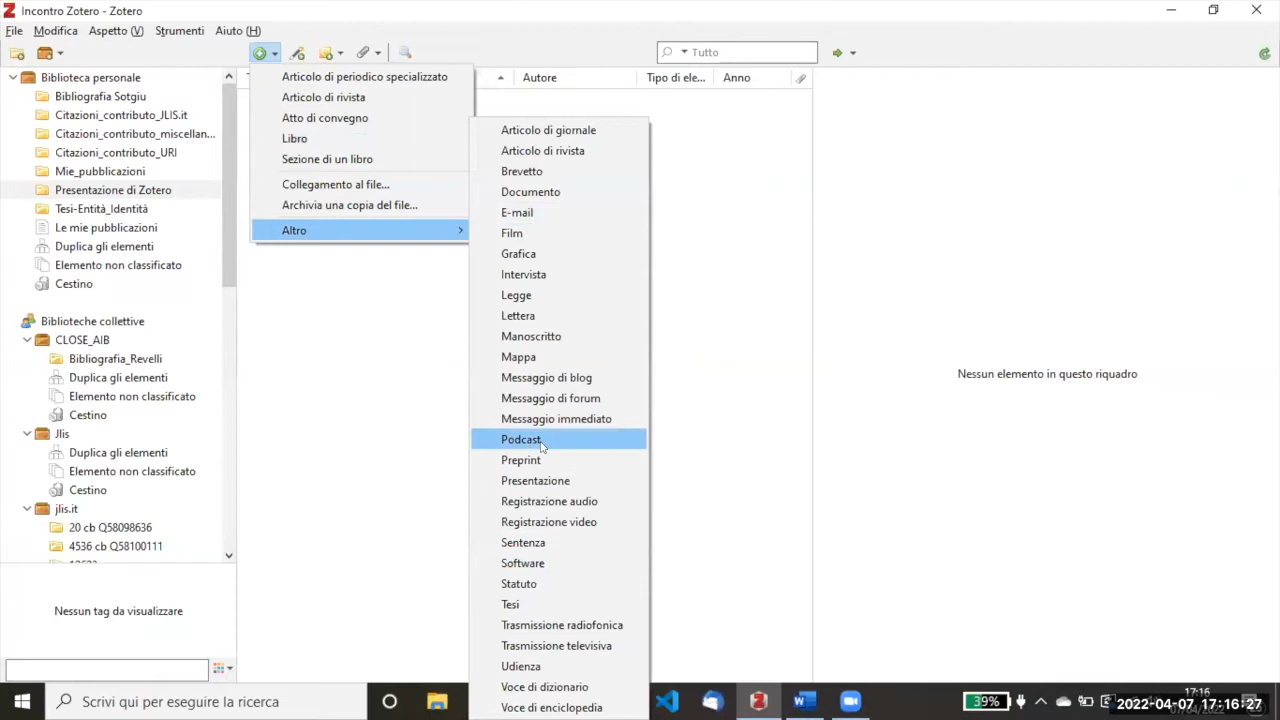 Incontro Zotero - Zotero
File Modifica Aspetto (V) Strumenti Aiuto (H)
Tutto
Biblioteca personale
Bibliografia Sotgiu
Citazioni_contributo_JLIS.it
Citazioni_contributo_miscellan...
Citazioni_contributo_URI
Mie_pubblicazioni
Presentazione di Zotero
Tesi-Entità_Identità
Le mie pubblicazioni
Duplica gli elementi
Elemento non classificato
Cestino
Biblioteche collettive
CLOSE_AIB
Bibliografia_Revelli
Duplica gli elementi
Elemento non classificato
Cestino
Jlis
Duplica gli elementi
Elemento non classificato
Cestino
jlis.it
20 cb Q58098636
4536 cb Q58100111
Nessun tag da visualizzare
Articolo di periodico specializzato
Articolo di rivista
Atto di convegno
Libro
Sezione di un libro
Collegamento al file...
Archivia una copia del file...
Altro
Autore Tipo di ele... Anno
Articolo di giornale
Articolo di rivista
Brevetto
Documento
E-mail
Film
Grafica
Intervista
Legge
Lettera
Manoscritto
Mappa
Messaggio di blog
Messaggio di forum
Messaggio immediato
Podcast
Preprint
Presentazione
Registrazione audio
Registrazione video
Sentenza
Software
Statuto
Tesi
Trasmissione radiofonica
Trasmissione televisiva
Udienza
Voce di dizionario
Voce di enciclopedia
Nessun elemento in questo riquadro
Scrivi qui per eseguire la ricerca
39%
17:16
2022-04-07, 17:16:27